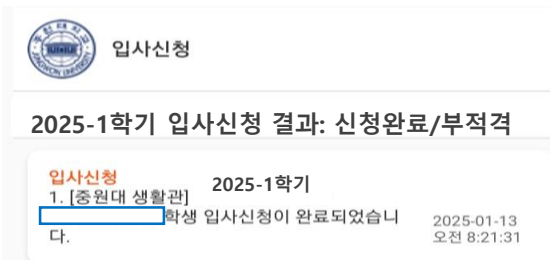 입사신청
2025-1학기 입사신청 결과: 신청완료/부적격
입사신청
2025-1학기
1. [중원대 생활관]
학생 입사신청이 완료되었습니
다.
2025-01-13
오전 8:21:31